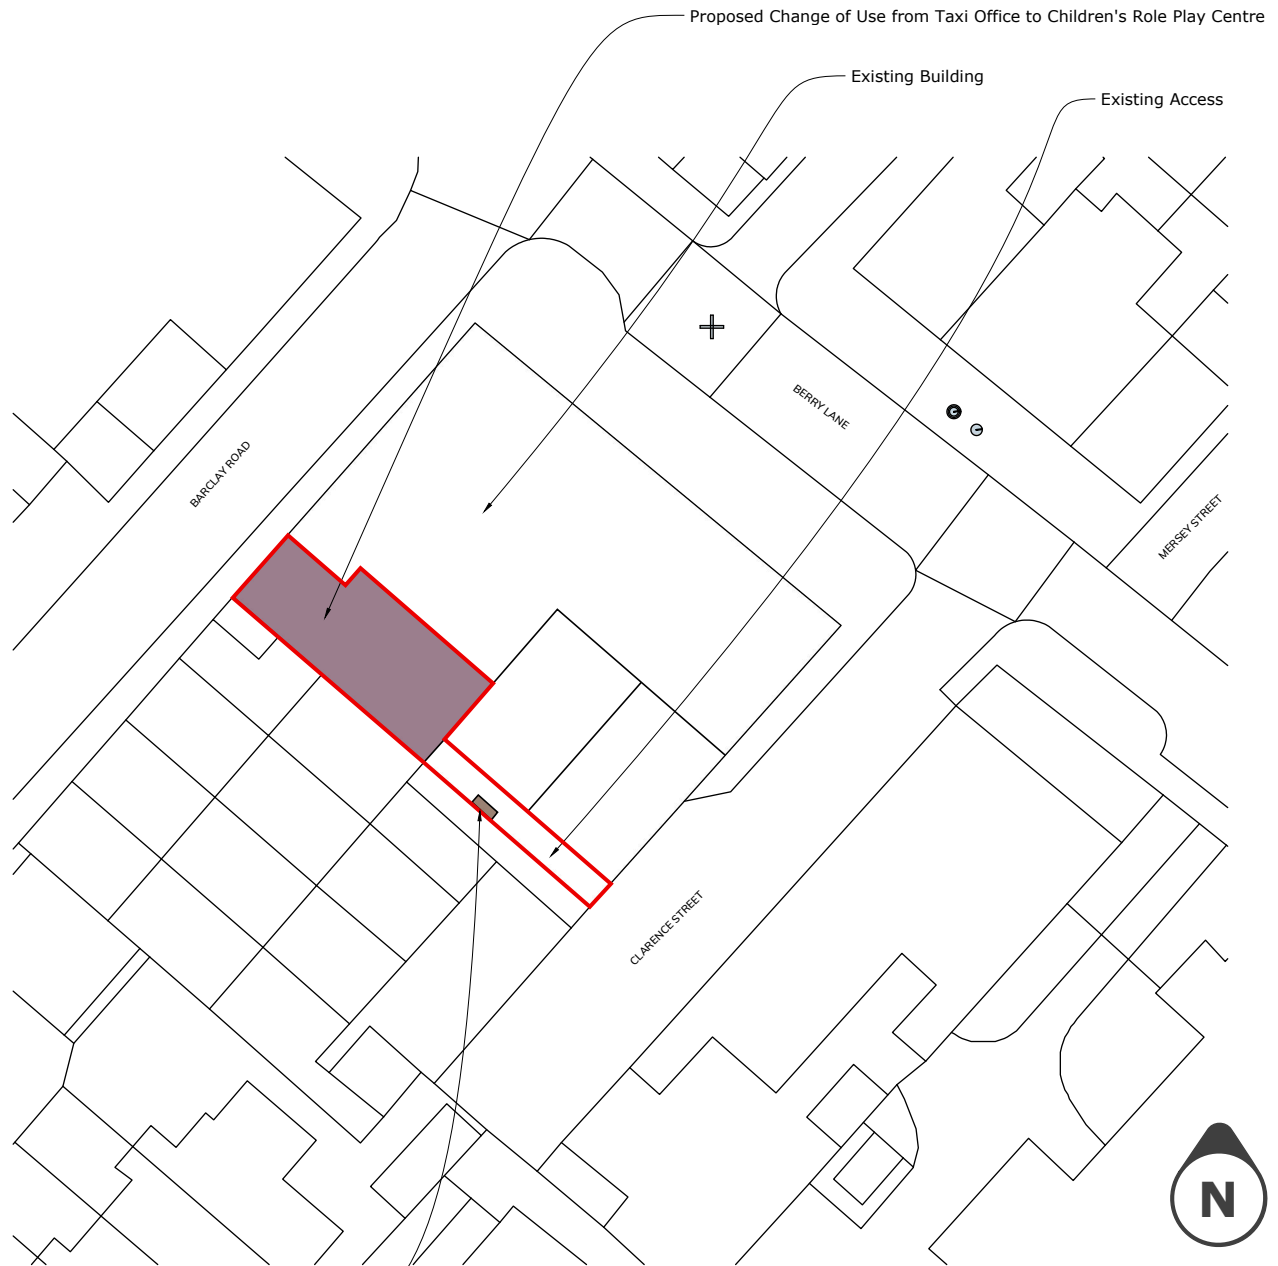 Proposed Change of Use from Taxi Office to Children's Role Play Centre
Existing Building
Existing Access
BERRY LANE
BARCLAY ROAD
MERSEY STREET
CLARENCE STREET
N